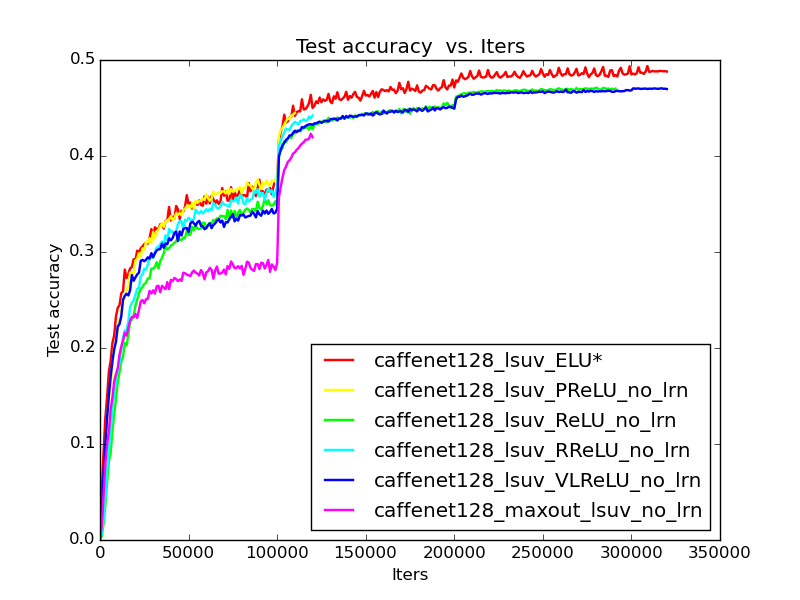 Test accuracy  vs. Iters
0.5
0.4
0.3
0.2
0.1
0.0
Test accuracy
caffenet128_lsuv_ELU*
caffenet128_lsuv_PReLU_no_lrn
caffenet128_lsuv_ReLU_no_lrn
caffenet128_lsuv_RReLU_no_lrn
caffenet128_lsuv_VLReLU_no_lrn
caffenet128_maxout_lsuv_no_lrn
0 50000 100000 150000 200000 250000 300000 350000
Iters